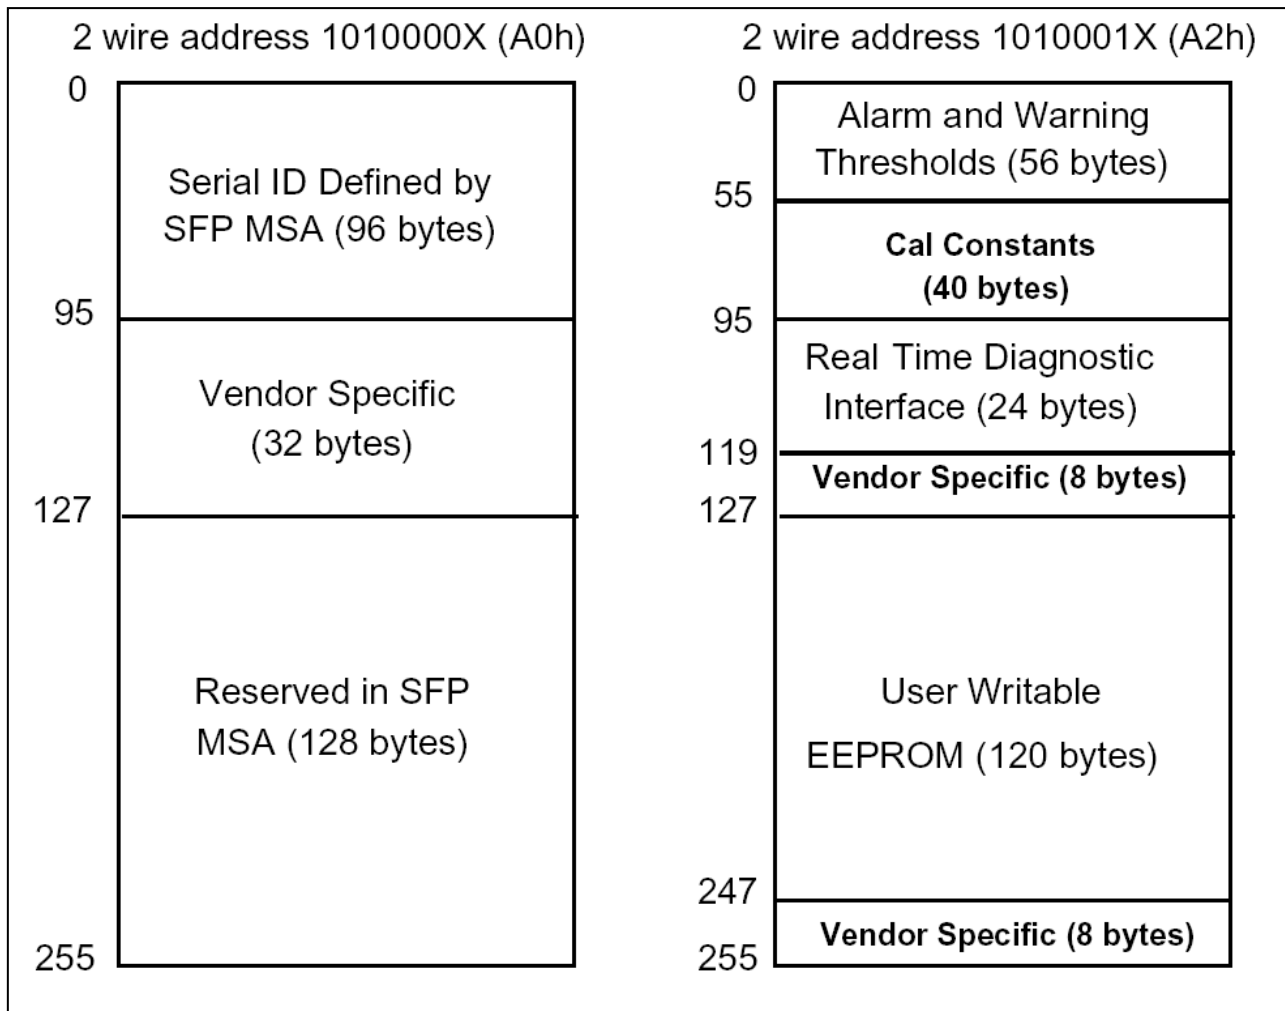 2 wire address 1010000X (A0h)
0
Serial ID Defined by
SFP MSA (96 bytes)
95
Vendor Specific
(32 bytes)
127
Reserved in SFP
MSA (128 bytes)
255
2 wire address 1010001X (A2h)
0
Alarm and Warning
Thresholds (56 bytes)
55
Cal Constants
(40 bytes)
95
Real Time Diagnostic
Interface (24 bytes)
119
Vendor Specific (8 bytes)
127
User Writable
EEPROM (120 bytes)
247
Vendor Specific (8 bytes)
255